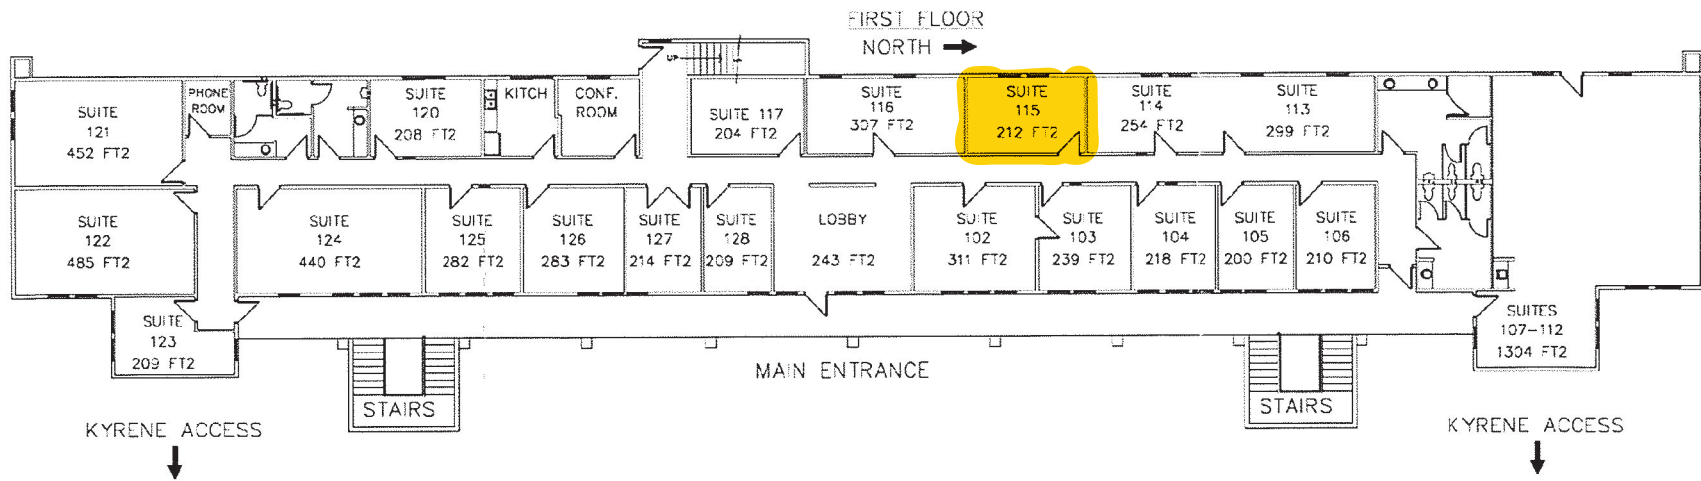 FIRST FLOOR
NORTH
SUITE
121
452 FT2
PHONE
ROOM
SUITE
120
208 FT2
KITCH
CONF.
ROOM
SUITE 117
204 FT2
SUITE
116
307 FT2
SUITE
115
212 FT2
SUITE
114
254 FT2
SUITE
113
299 FT2
SUITE
122
485 FT2
SUITE
124
440 FT2
SUITE
125
282 FT2
SUITE
126
283 FT2
SUITE
127
214 FT2
SUITE
128
209 FT2
LOBBY
243 FT2
SUITE
102
311 FT2
SUITE
103
239 FT2
SUITE
104
218 FT2
SUITE
105
200 FT2
SUITE
106
210 FT2
SUITE
123
209 FT2
SUITES
107-112
1304 FT2
MAIN ENTRANCE
STAIRS
STAIRS
KYRENE ACCESS
KYRENE ACCESS